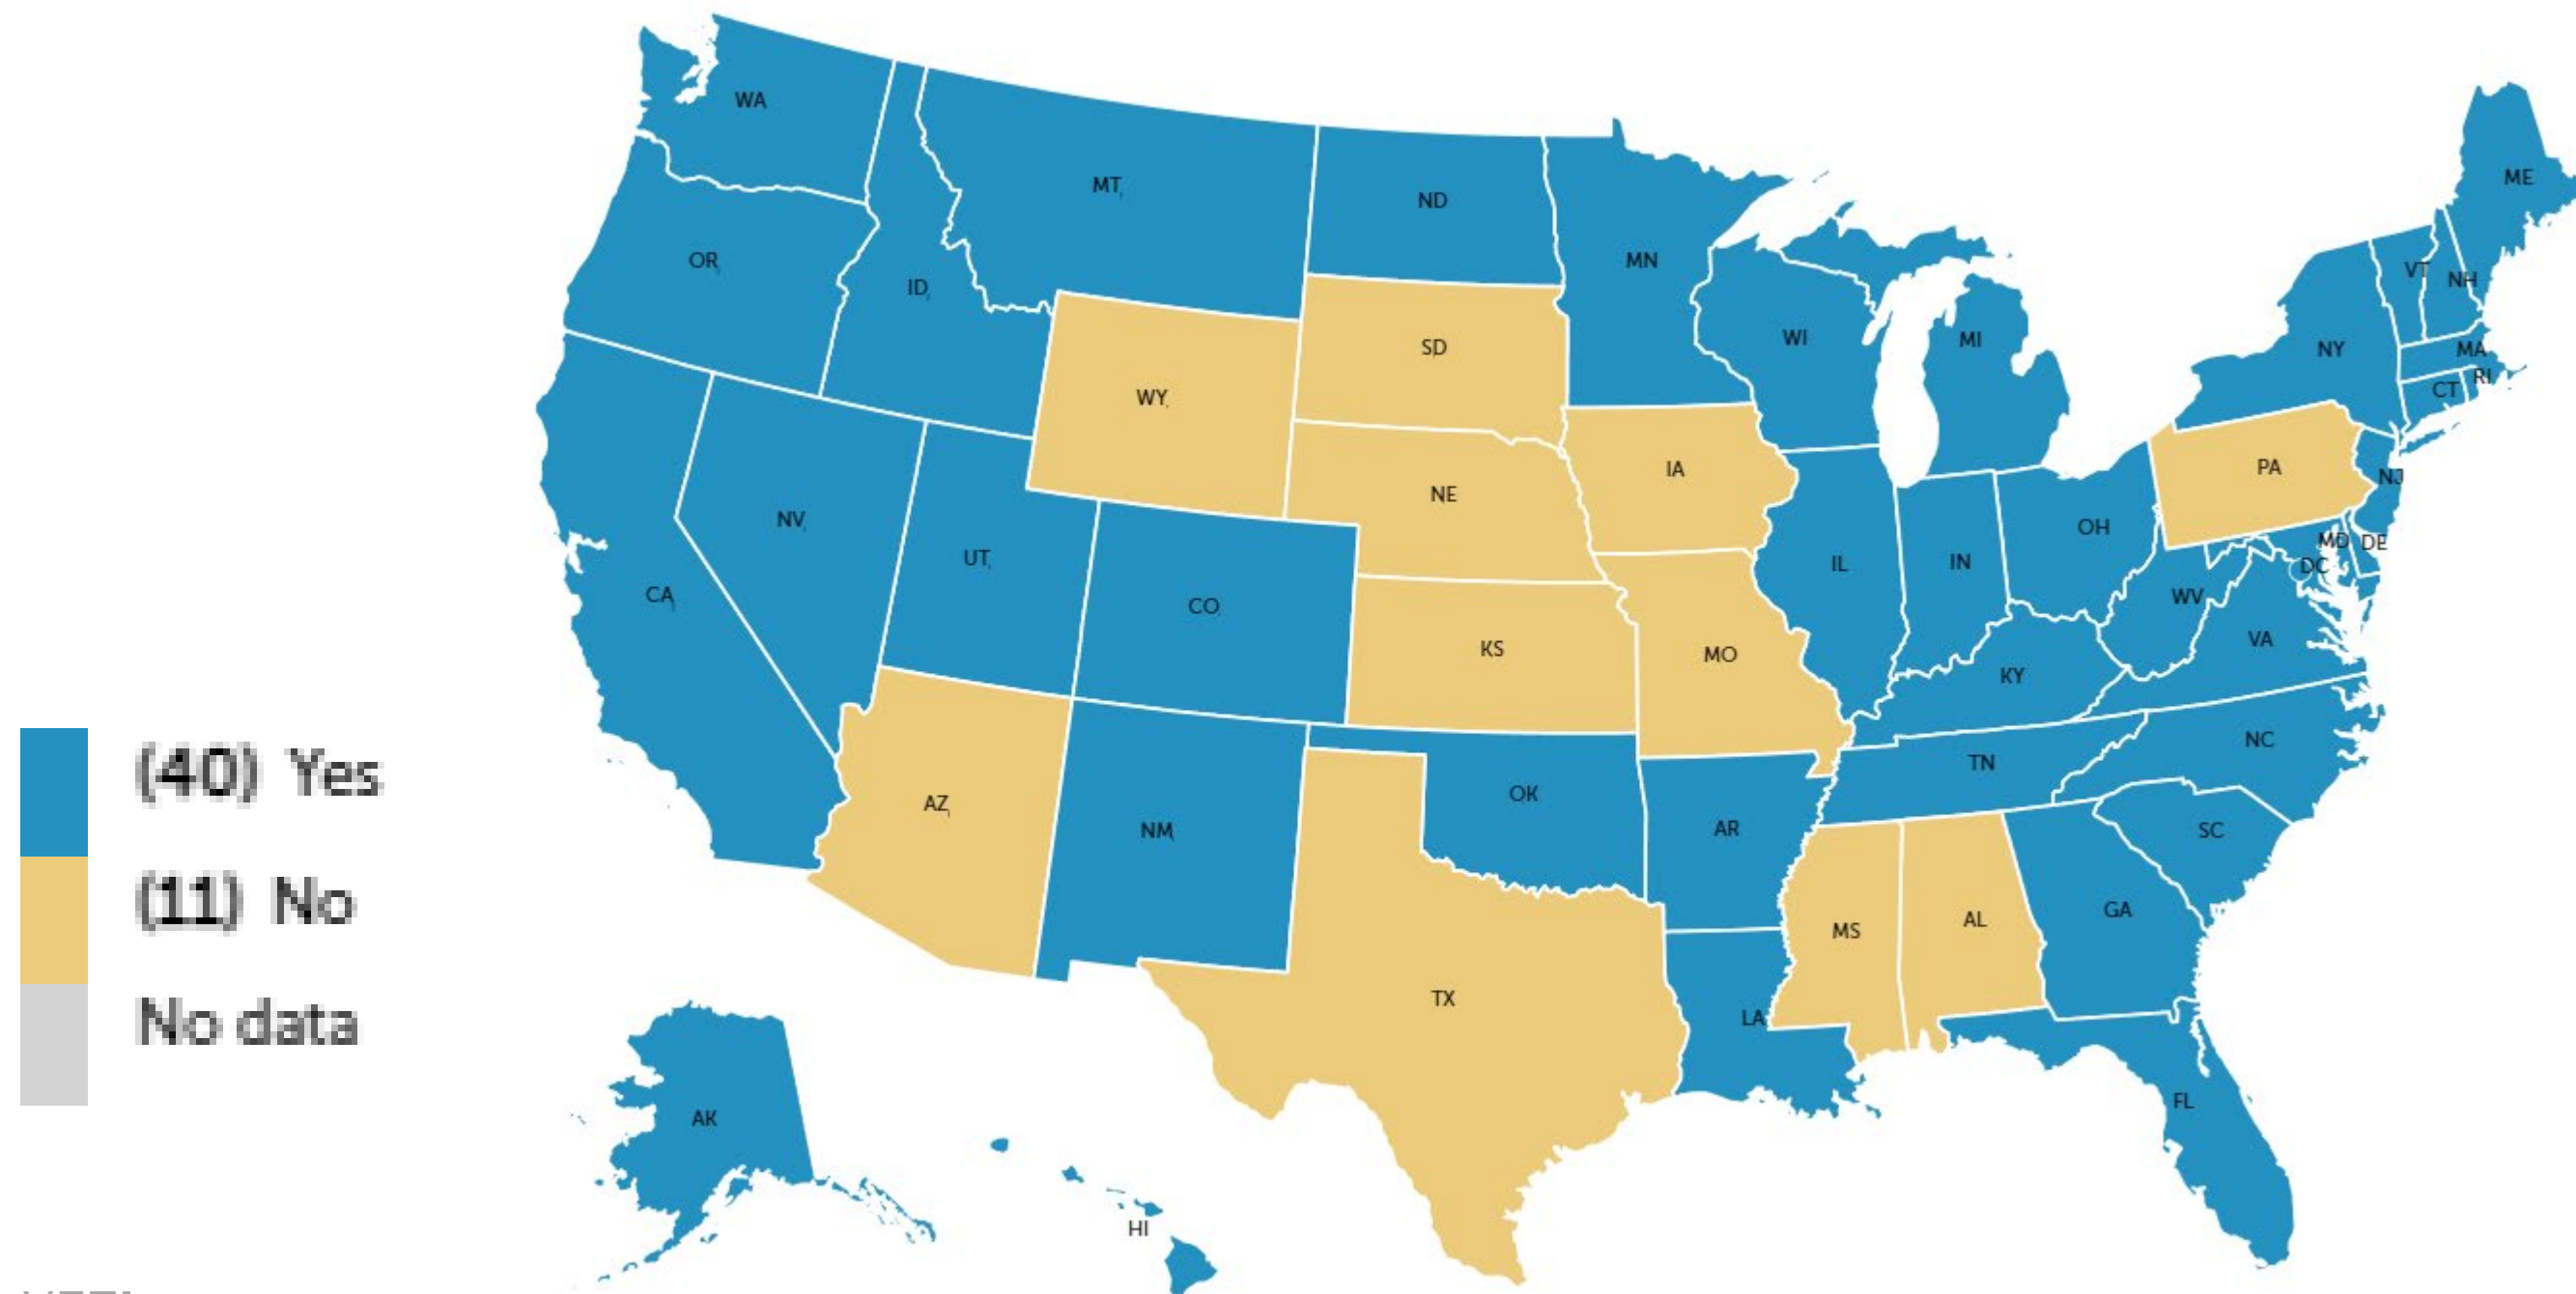 WA
MT
ND
ME
OR
ID
MN
VT
NH
WI
MI
NY
MA
RI
CT
SD
WY
IA
PA
NJ
NE
NV
UT
OH
MD
DE
IL
IN
DC
CA
CO
WV
VA
KS
MO
KY
NC
TN
(40) Yes
AZ
NM
OK
AR
SC
(11) No
MS
AL
GA
TX
LA
No data
AK
FL
HI